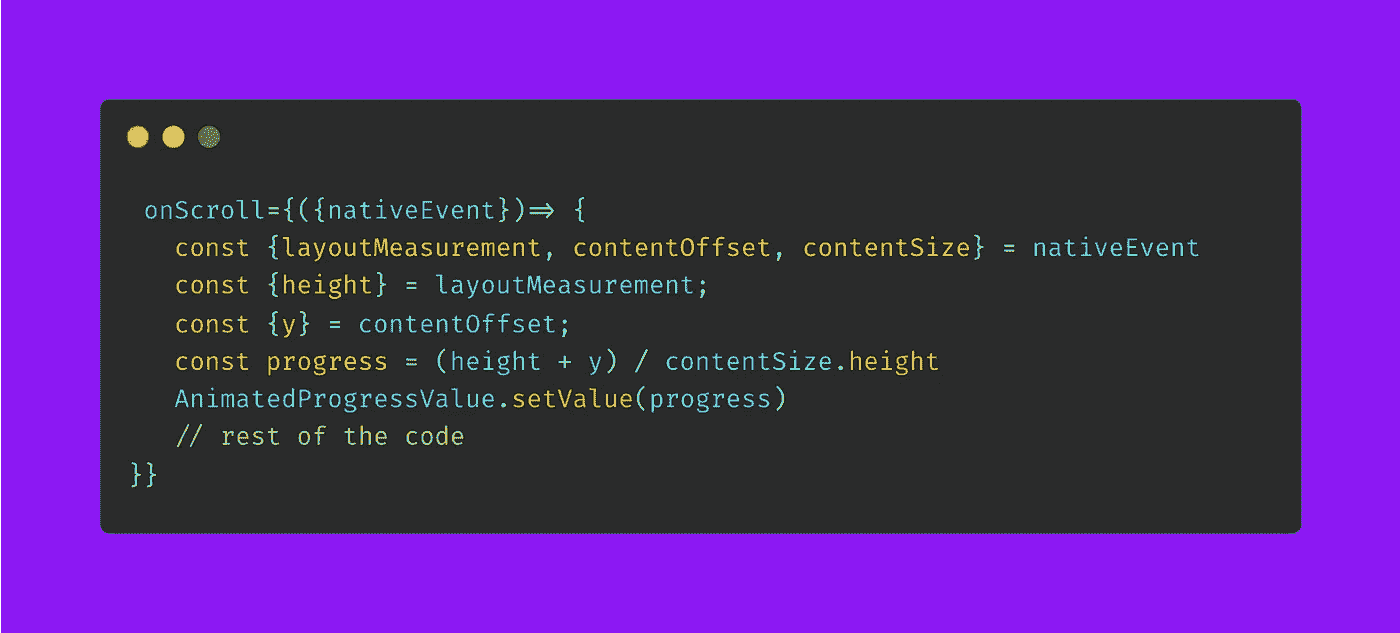 onScroll={({nativeEvent})=> {
const {layoutMeasurement, contentOffset, contentSize} = nativeEvent
const {height} = layoutMeasurement;
const {y} = contentOffset;
const progress = (height + y) / contentSize.height
AnimatedProgressValue.setValue(progress)
// rest of the code
}}